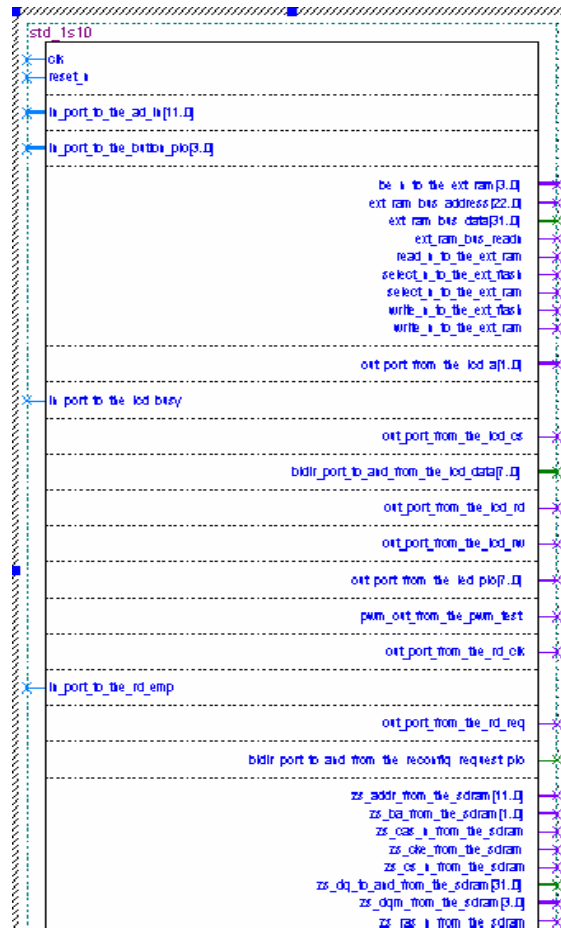 std_1s10
clk
reset_n
in_port_to_the_ad_in[11..0]
in_port_to_the_button_pio[3..0]
be_n_to_the_ext_ram[3..0]
ext_ram_bus_address[22..0]
ext_ram_bus_data[31..0]
ext_ram_bus_readn
read_n_to_the_ext_ram
select_n_to_the_ext_flash
select_n_to_the_ext_ram
write_n_to_the_ext_flash
write_n_to_the_ext_ram
out_port_from_the_lcd_a[1..0]
in_port_to_the_lcd_busy
out_port_from_the_lcd_cs
bidir_port_to_and_from_the_lcd_data[7..0]
out_port_from_the_lcd_rd
out_port_from_the_lcd_rw
out_port_from_the_led_pio[7..0]
pwm_out_from_the_pwm_test
out_port_from_the_rd_clk
in_port_to_the_rd_emp
out_port_from_the_rd_req
bidir_port_to_and_from_the_reconfig_request_pio
zs_addr_from_the_sdram[11..0]
zs_ba_from_the_sdram[1..0]
zs_cas_n_from_the_sdram
zs_cke_from_the_sdram
zs_cs_n_from_the_sdram
zs_dq_to_and_from_the_sdram[31..0]
zs_dqm_from_the_sdram[3..0]
zs_ras_n_from_the_sdram